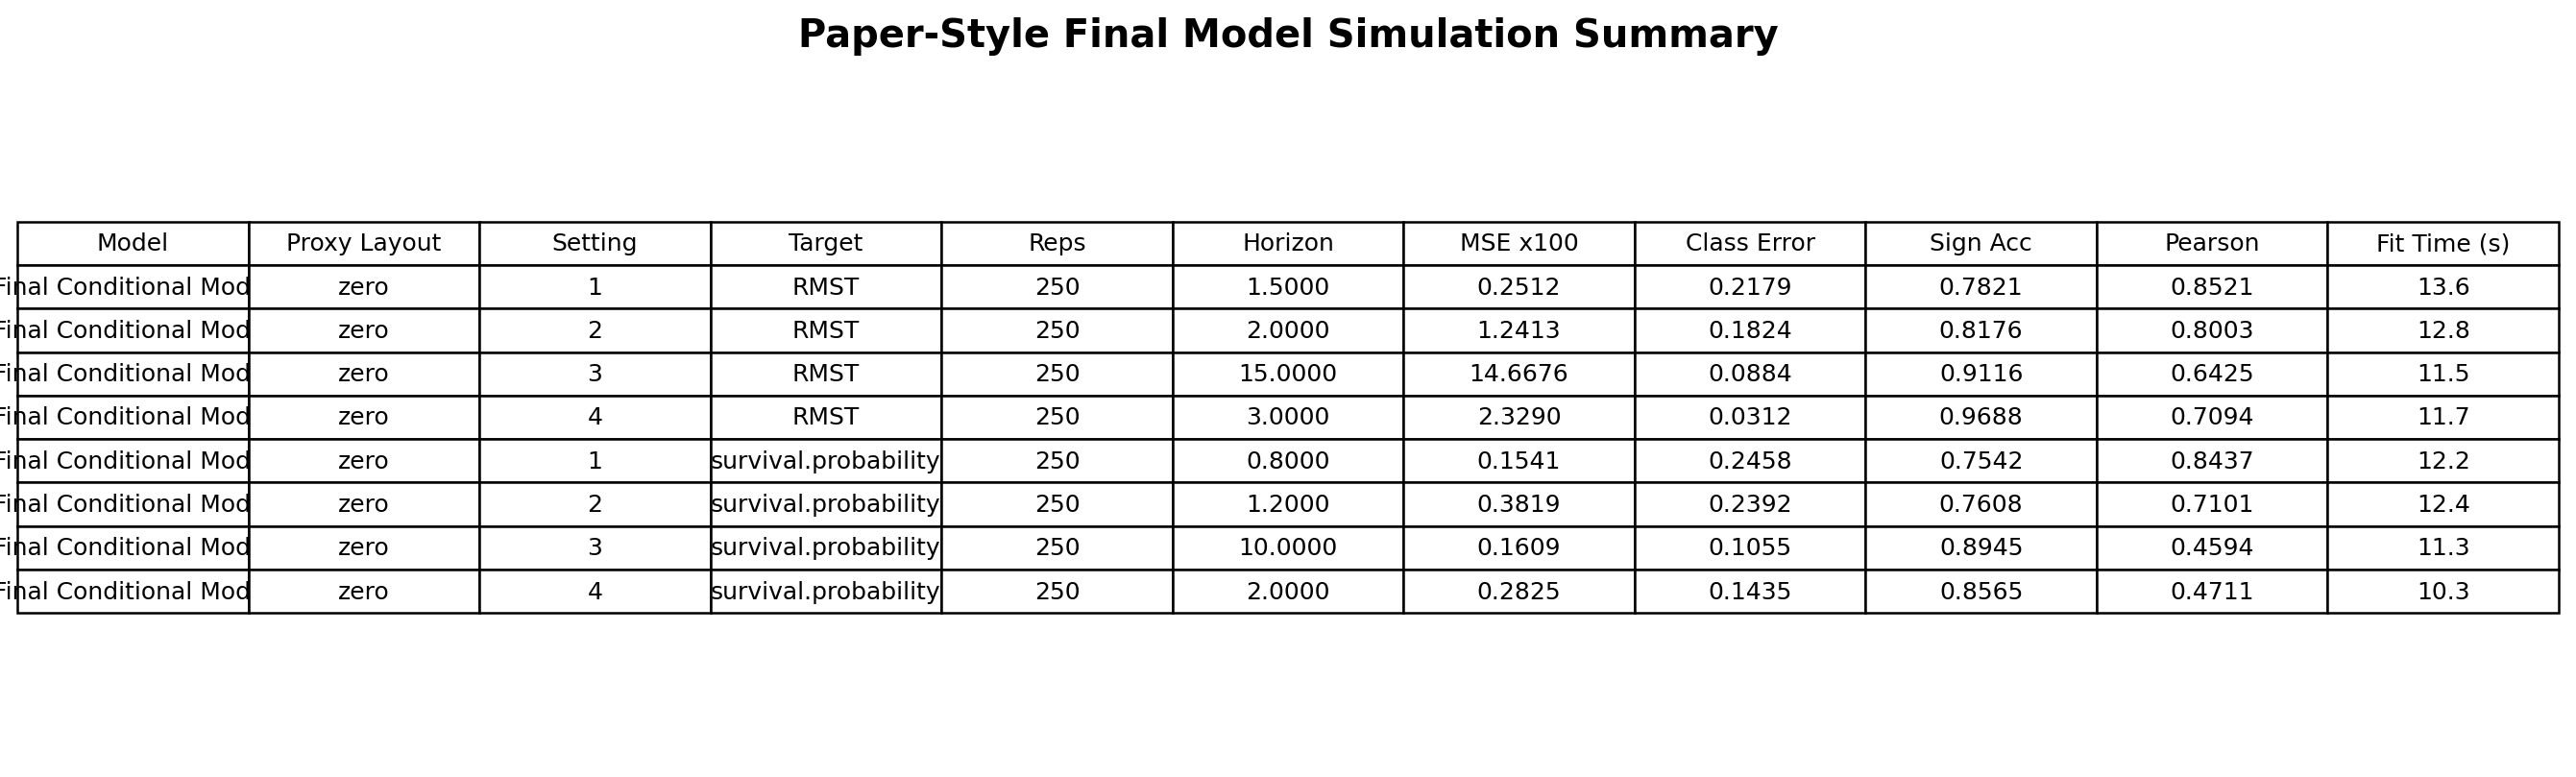 Paper-Style Final Model Simulation Summary
Model Proxy Layout Setting Target Reps Horizon MSE x100 Class Error Sign Acc Pearson Fit Time (s)
Final Conditional Mod zero 1 RMST 250 1.5000 0.2512 0.2179 0.7821 0.8521 13.6
Final Conditional Mod zero 2 RMST 250 2.0000 1.2413 0.1824 0.8176 0.8003 12.8
Final Conditional Mod zero 3 RMST 250 15.0000 14.6676 0.0884 0.9116 0.6425 11.5
Final Conditional Mod zero 4 RMST 250 3.0000 2.3290 0.0312 0.9688 0.7094 11.7
Final Conditional Mod zero 1 survival.probability 250 0.8000 0.1541 0.2458 0.7542 0.8437 12.2
Final Conditional Mod zero 2 survival.probability 250 1.2000 0.3819 0.2392 0.7608 0.7101 12.4
Final Conditional Mod zero 3 survival.probability 250 10.0000 0.1609 0.1055 0.8945 0.4594 11.3
Final Conditional Mod zero 4 survival.probability 250 2.0000 0.2825 0.1435 0.8565 0.4711 10.3